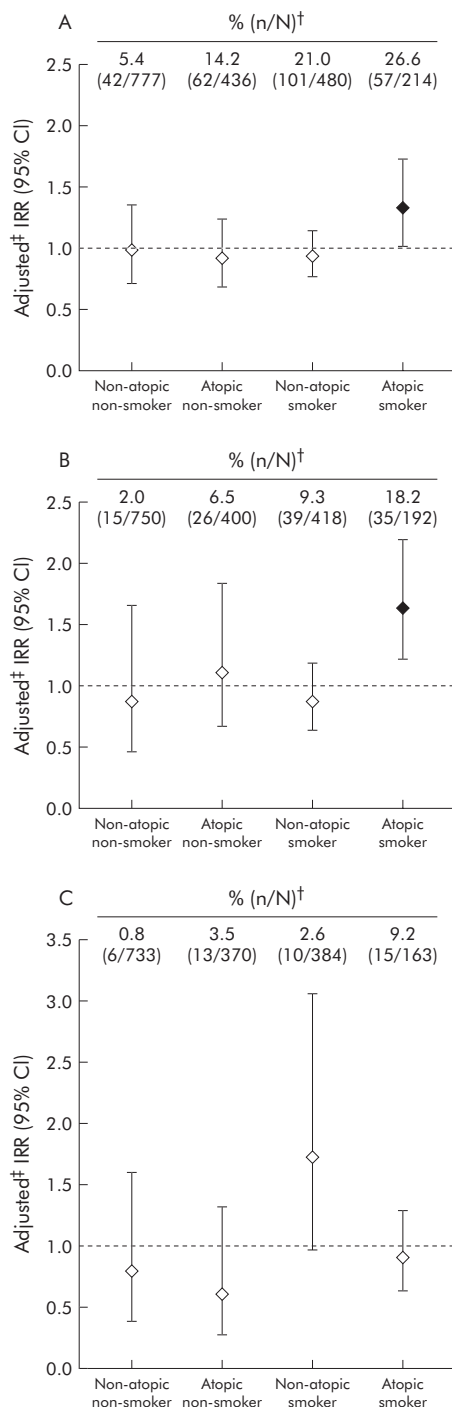 A
% (n/N)†
5.4 14.2 21.0 26.6
(42/777) (62/436) (101/480) (57/214)
2.5
2.0
1.5
1.0
0.5
0.0
Adjusted‡ IRR (95% CI)
Non-atopic Atopic Non-atopic Atopic
non-smoker non-smoker smoker smoker
B
% (n/N)†
2.0 6.5 9.3 18.2
(15/750) (26/400) (39/418) (35/192)
2.5
2.0
1.5
1.0
0.5
0.0
Adjusted‡ IRR (95% CI)
Non-atopic Atopic Non-atopic Atopic
non-smoker non-smoker smoker smoker
C
% (n/N)†
0.8 3.5 2.6 9.2
(6/733) (13/370) (10/384) (15/163)
3.5
3.0
2.5
2.0
1.5
1.0
0.5
0.0
Adjusted‡ IRR (95% CI)
Non-atopic Atopic Non-atopic Atopic
non-smoker non-smoker smoker smoker